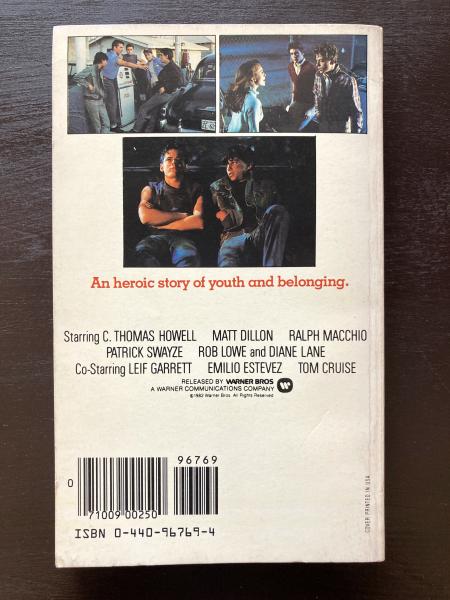 An heroic story of youth and belonging.
Starring C. THOMAS HOWELL MATT DILLON RALPH MACCHIO
PATRICK SWAYZE ROB LOWE and DIANE LANE
Co-Starring LEIF GARRETT EMILIO ESTEVEZ TOM CRUISE
RELEASED BY WARNER BROS
A WARNER COMMUNICATIONS COMPANY
©1982 Warner Bros. All Rights Reserved
96769
0
71009 00250
ISBN 0-440-96769-4
COVER PRINTED IN USA